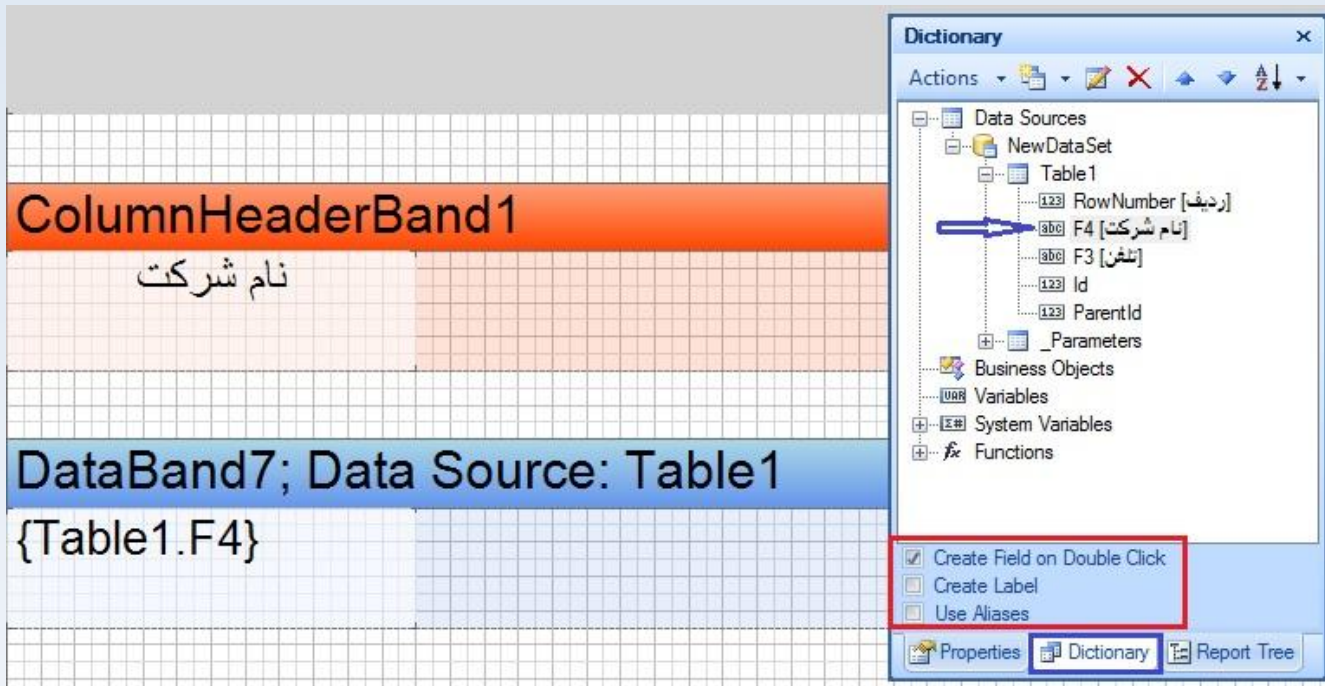 ColumnHeaderBand1
نام شرکت
DataBand7; Data Source: Table1
{Table1.F4}
Dictionary
Actions
Data Sources
NewDataSet
Table1
RowNumber [ردیف]
F4 [نام شرکت]
F3 [تلفن]
Id
ParentId
_Parameters
Business Objects
Variables
System Variables
Functions
Create Field on Double Click
Create Label
Use Aliases
Properties Dictionary Report Tree